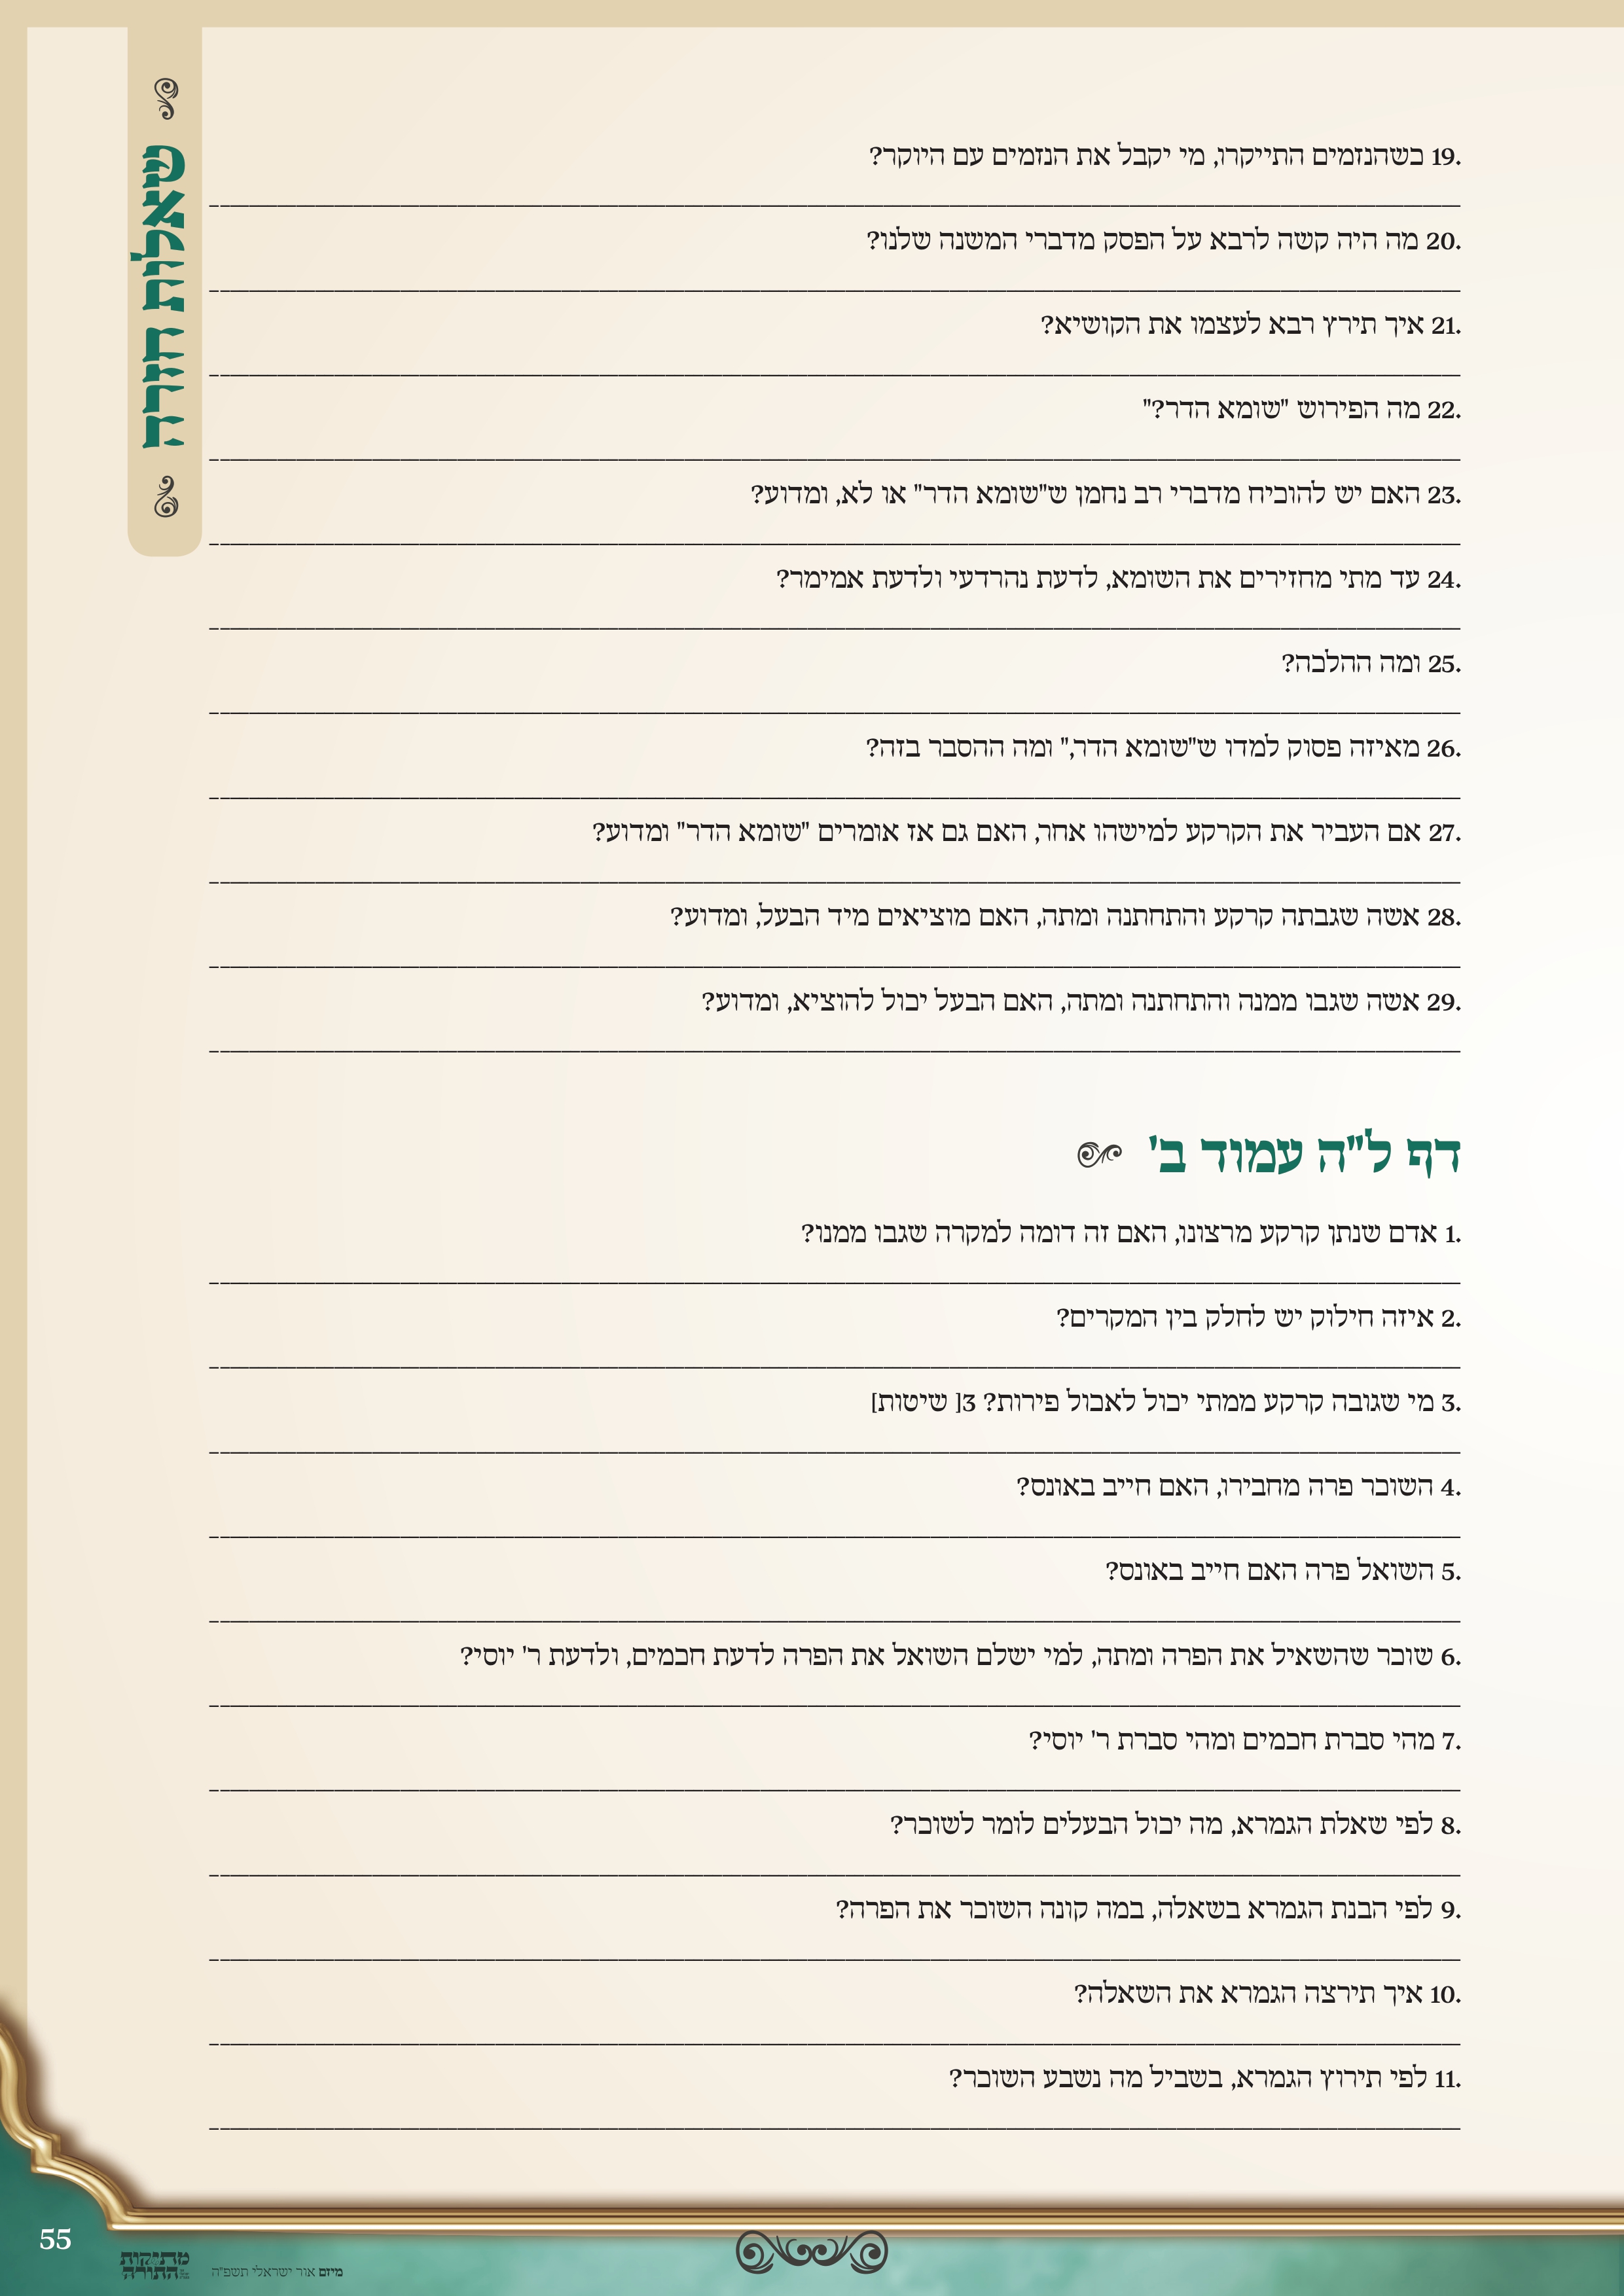 שאלות חזרה
19. כשהנזמים התייקרו, מי יקבל את הנזמים עם היוקר?
20. מה היה קשה לרבא על הפסק מדברי המשנה שלנו?
21. איך תירץ רבא לעצמו את הקושיא?
22. מה הפירוש "שומא הדר?"
23. האם יש להוכיח מדברי רב נחמן ש"שומא הדר" או לא, ומדוע?
24. עד מתי מחזירים את השומא, לדעת נהרדעי ולדעת אמימר?
25. ומה ההלכה?
26. מאיזה פסוק למדו ש"שומא הדר," ומה ההסבר בזה?
27. אם העביר את הקרקע למישהו אחר, האם גם אז אומרים "שומא הדר" ומדוע?
28. אשה שגבתה קרקע והתחתנה ומתה, האם מוציאים מיד הבעל, ומדוע?
29. אשה שגבו ממנה והתחתנה ומתה, האם הבעל יכול להוציא, ומדוע?
דף ל"ה עמוד ב'
1. אדם שנתן קרקע מרצונו, האם זה דומה למקרה שגבו ממנו?
2. איזה חילוק יש לחלק בין המקרים?
3. מי שגובה קרקע ממתי יכול לאכול פירות? 3[ שיטות]
4. השוכר פרה מחבירו, האם חייב באונס?
5. השואל פרה האם חייב באונס?
6. שוכר שהשאיל את הפרה ומתה, למי ישלם השואל את הפרה לדעת חכמים, ולדעת ר' יוסי?
7. מהי סברת חכמים ומהי סברת ר' יוסי?
8. לפי שאלת הגמרא, מה יכול הבעלים לומר לשוכר?
9. לפי הבנת הגמרא בשאלה, במה קונה השוכר את הפרה?
10. איך תירצה הגמרא את השאלה?
11. לפי תירוץ הגמרא, בשביל מה נשבע השוכר?
55
מתיקות
התורה
מיזם אור ישראלי תשפ"ה